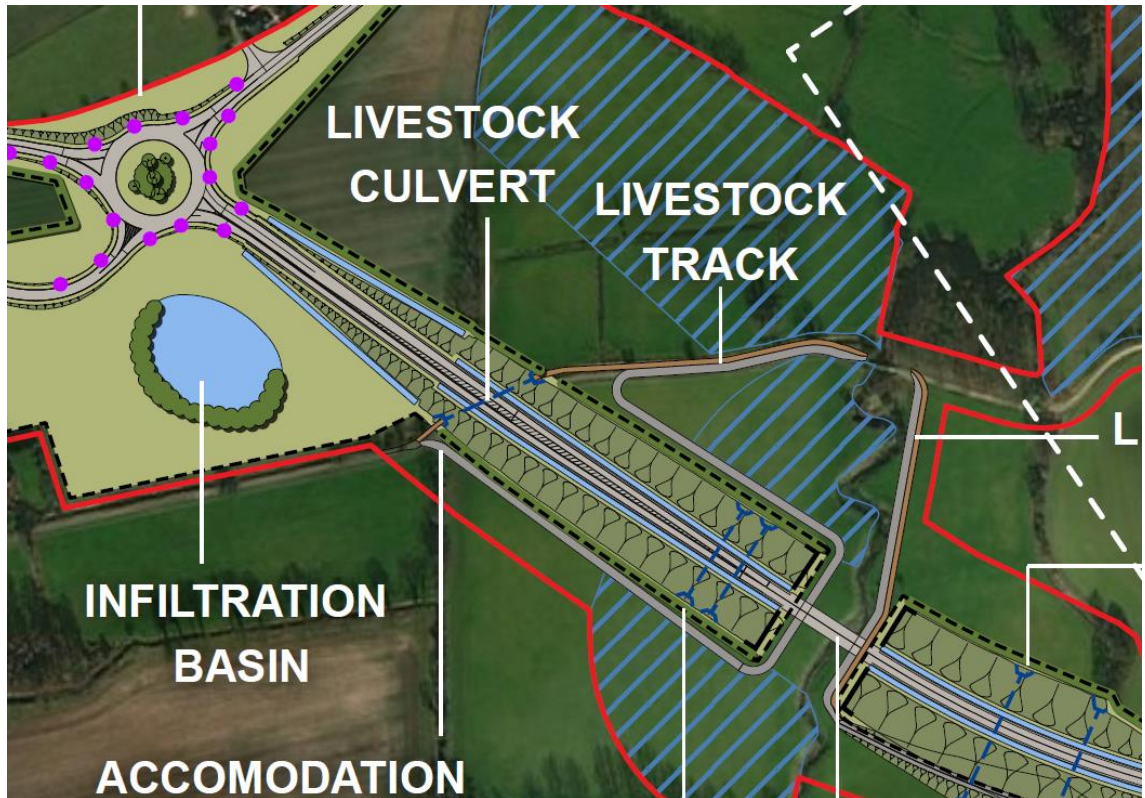 LIVESTOCK
CULVERT
LIVESTOCK
TRACK
L
INFILTRATION
BASIN
ACCOMODATION